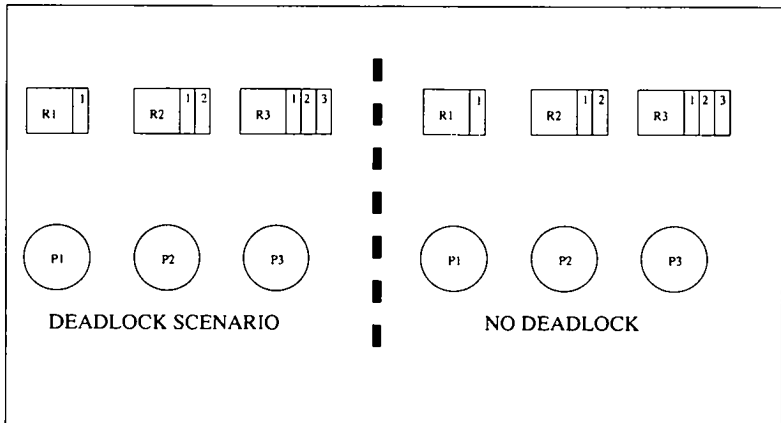 R1 1 R2 1 2 R3 1 2 3 R1 1 R2 1 2 R3 1 2 3
P1 P2 P3 P1 P2 P3
DEADLOCK SCENARIO NO DEADLOCK